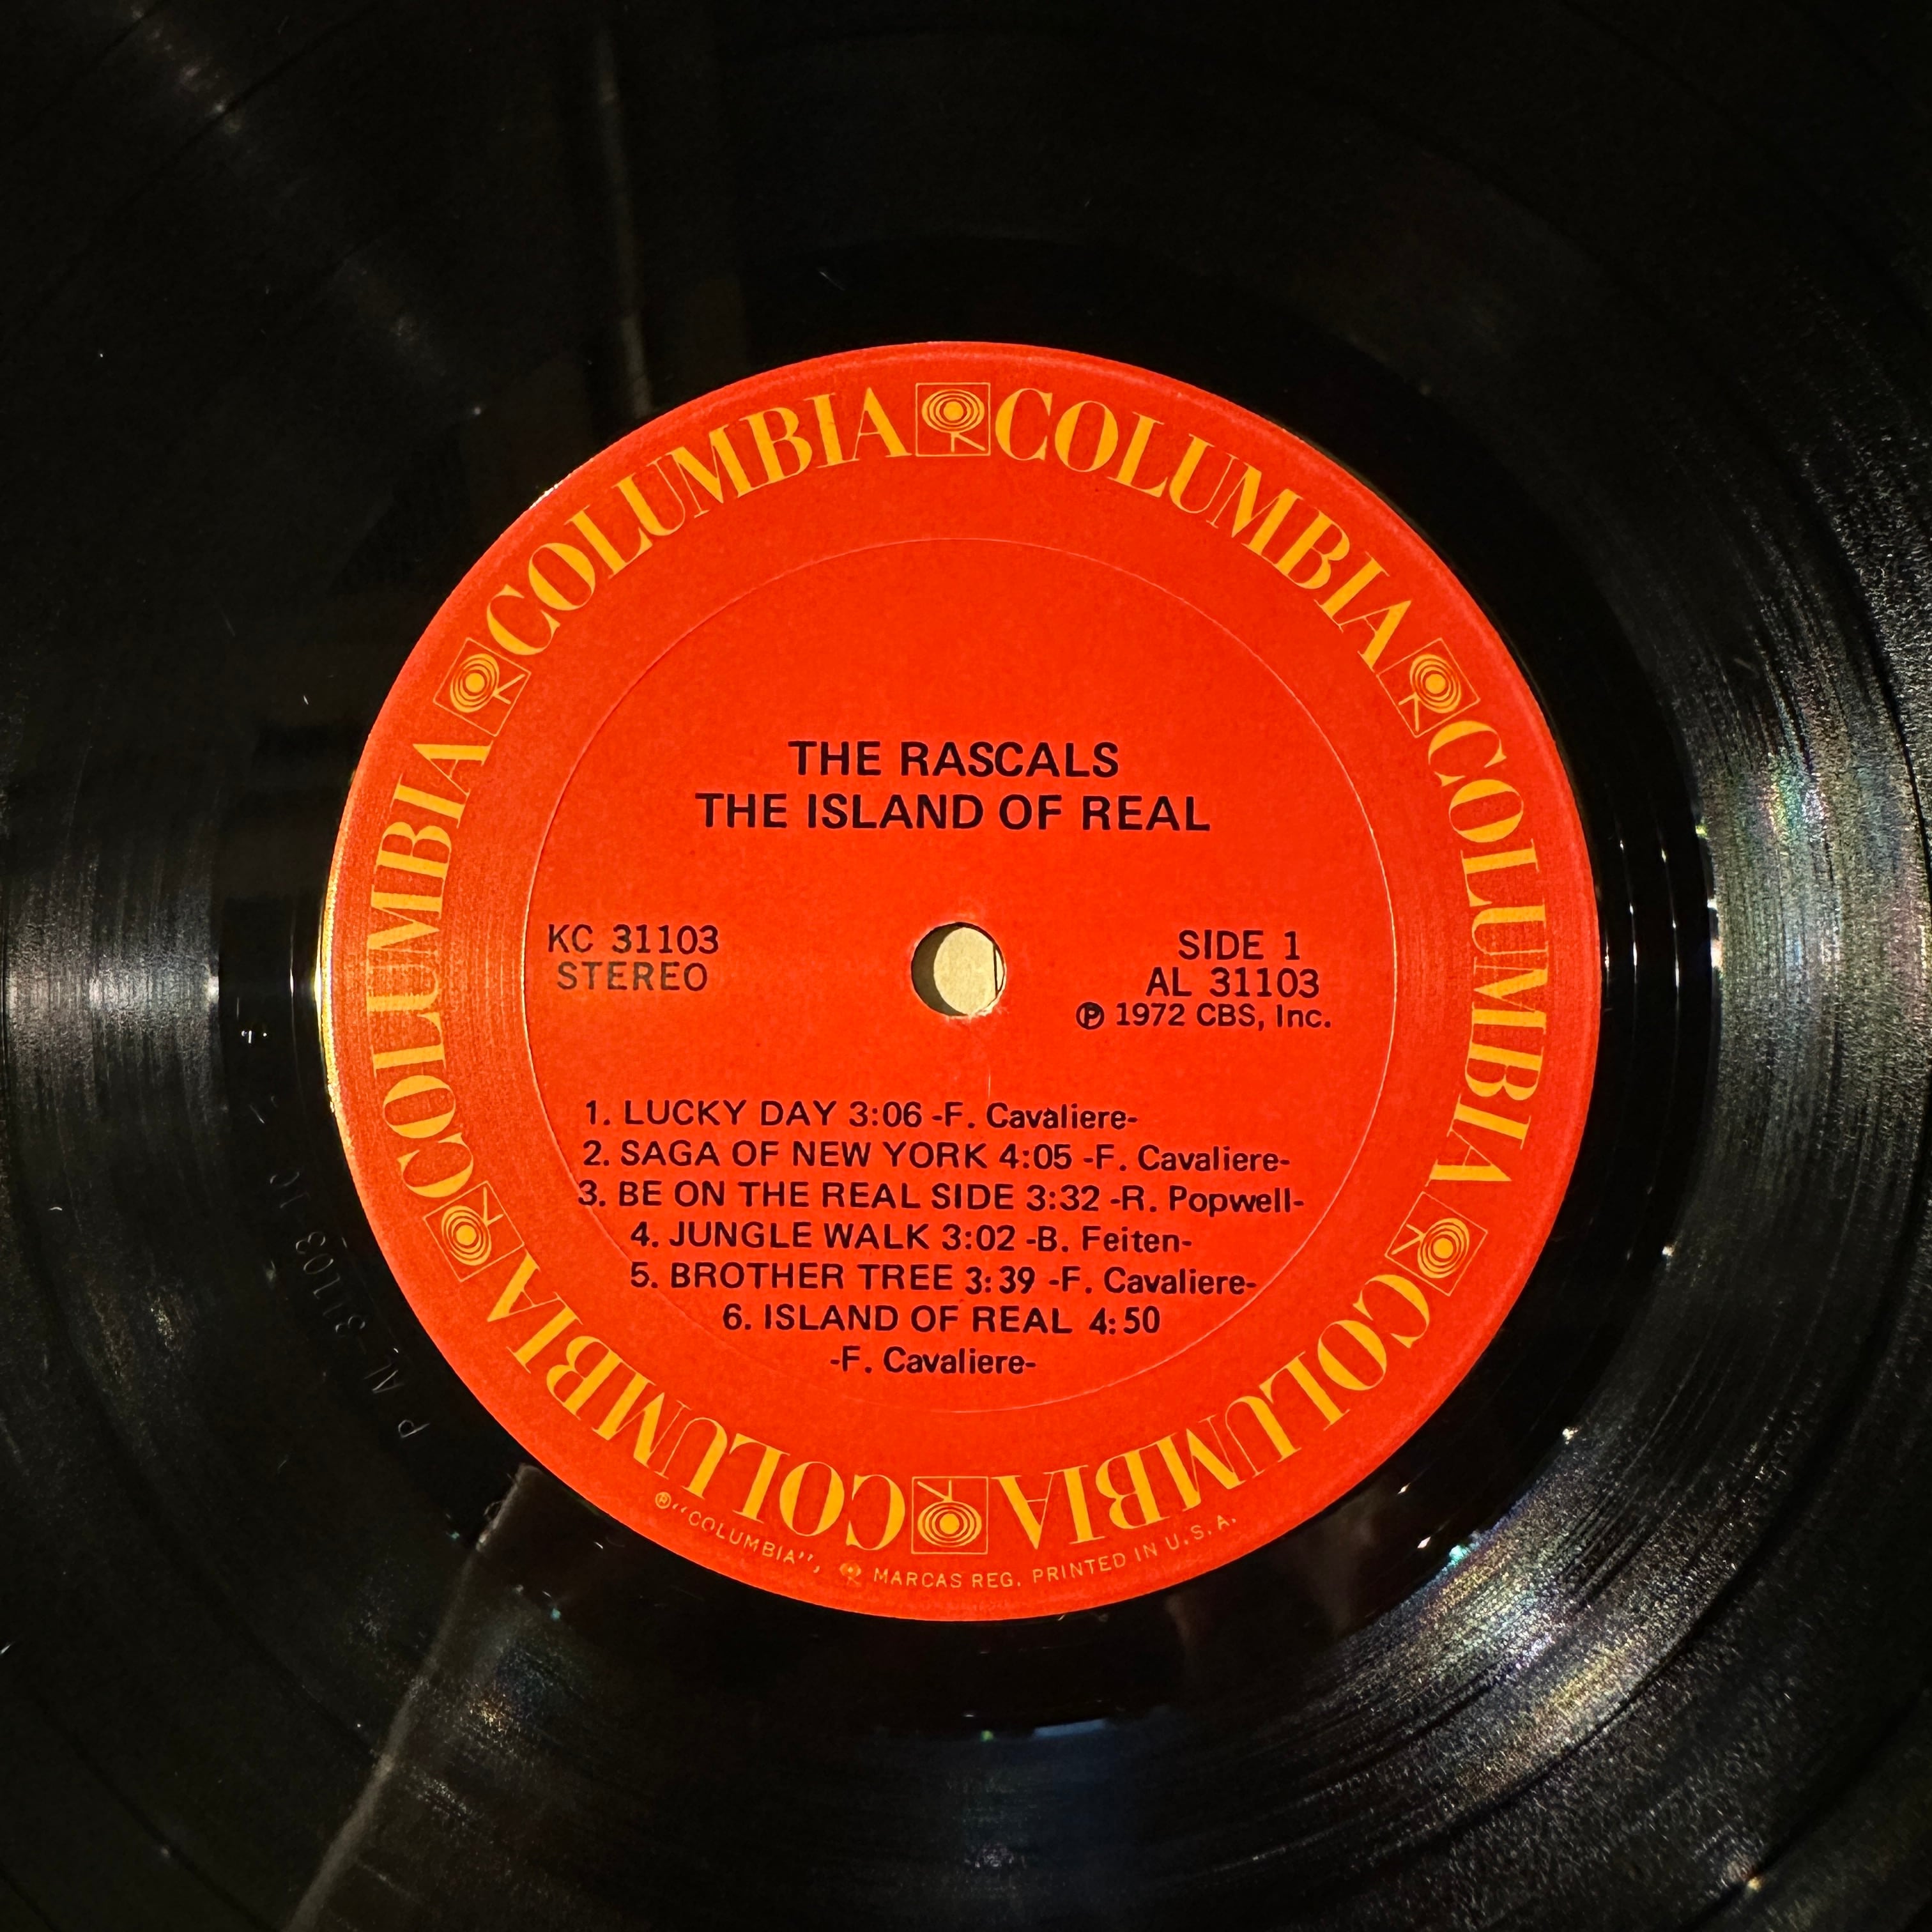 COLUMBIA COLUMBIA COLUMBIA COLUMBIA COLUMBIA COLUMBIA
THE RASCALS
THE ISLAND OF REAL
KC 31103
STEREO
SIDE 1
AL 31103
Ⓟ 1972 CBS, Inc.
1. LUCKY DAY 3:06 -F. Cavaliere-
2. SAGA OF NEW YORK 4:05 -F. Cavaliere-
3. BE ON THE REAL SIDE 3:32 -R. Popwell-
4. JUNGLE WALK 3:02 -B. Feiten-
5. BROTHER TREE 3:39 -F. Cavaliere-
6. ISLAND OF REAL 4:50
-F. Cavaliere-
® "COLUMBIA", MARCAS REG. PRINTED IN U.S.A.
P AL-31103